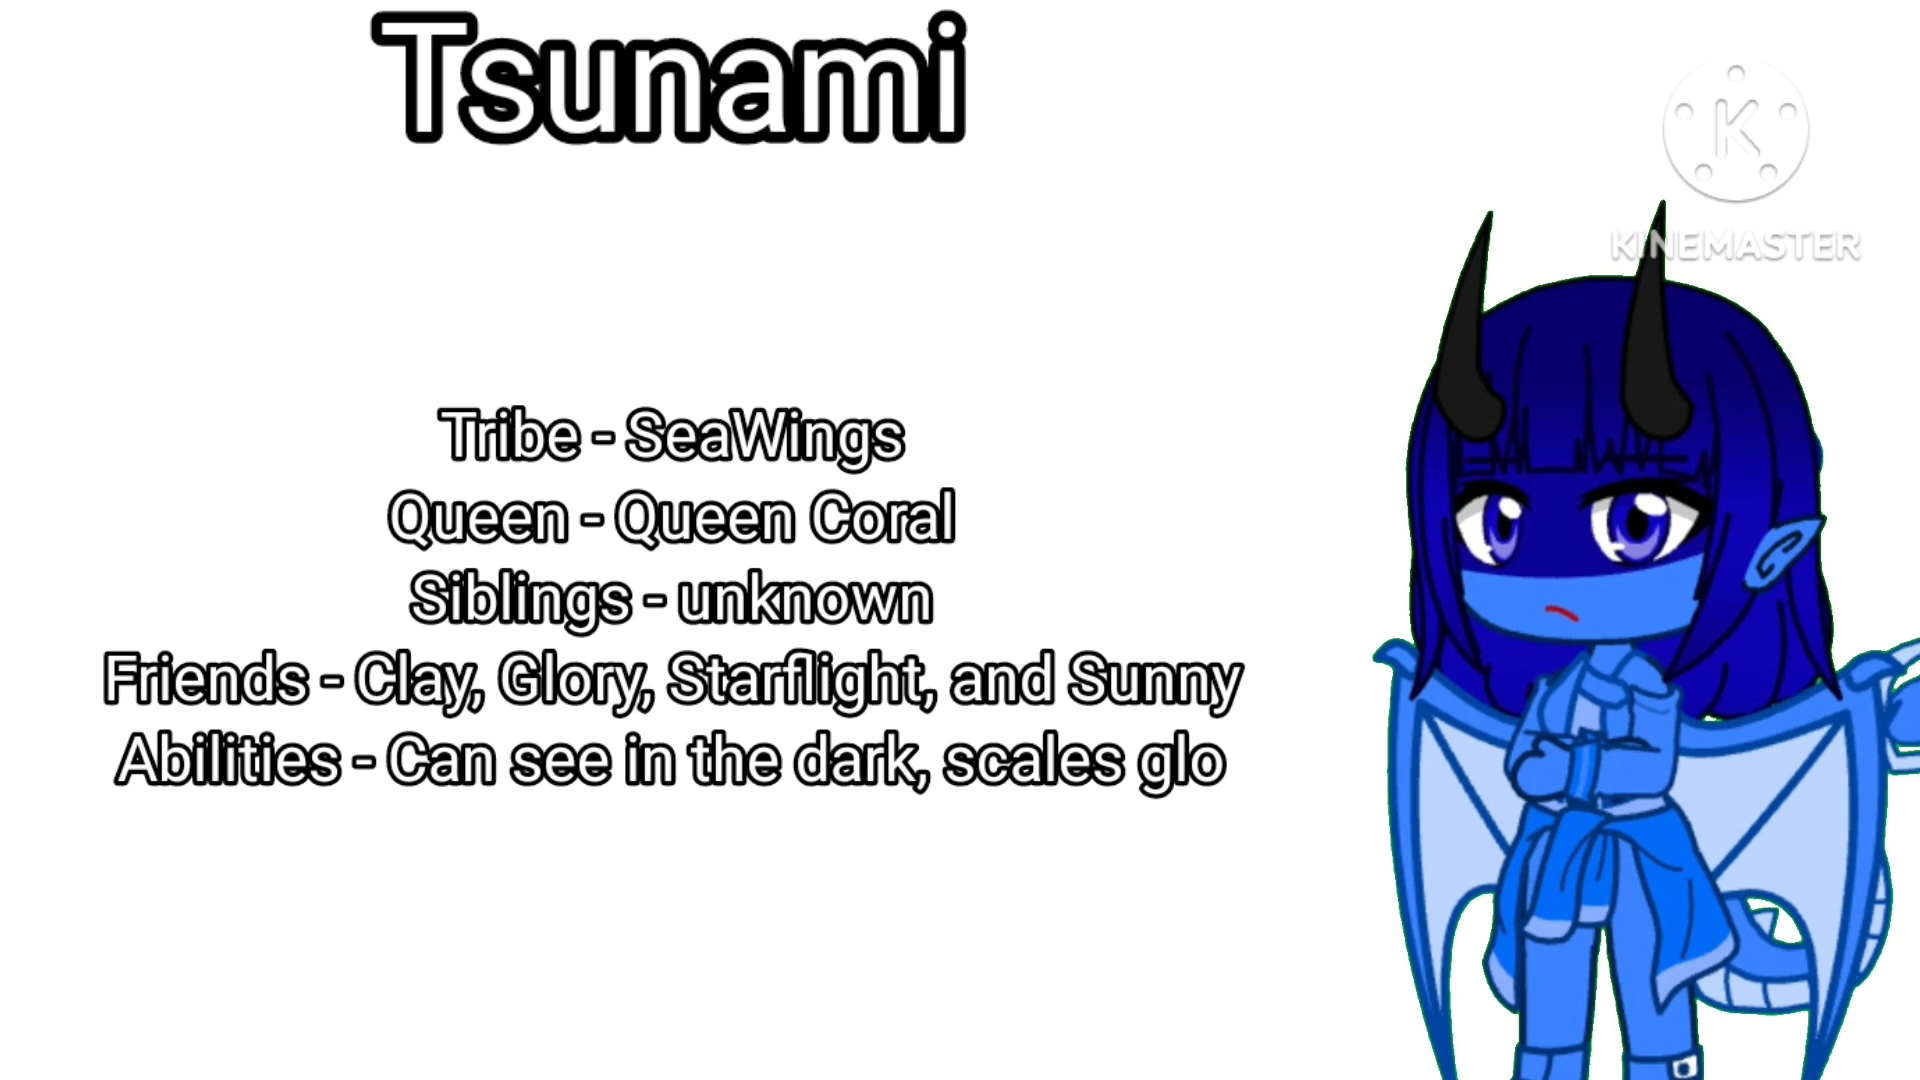 Tsunami
K
KINEMASTER
Tribe - SeaWings
Queen - Queen Coral
Siblings - unknown
Friends - Clay, Glory, Starflight, and Sunny
Abilities - Can see in the dark, scales glo